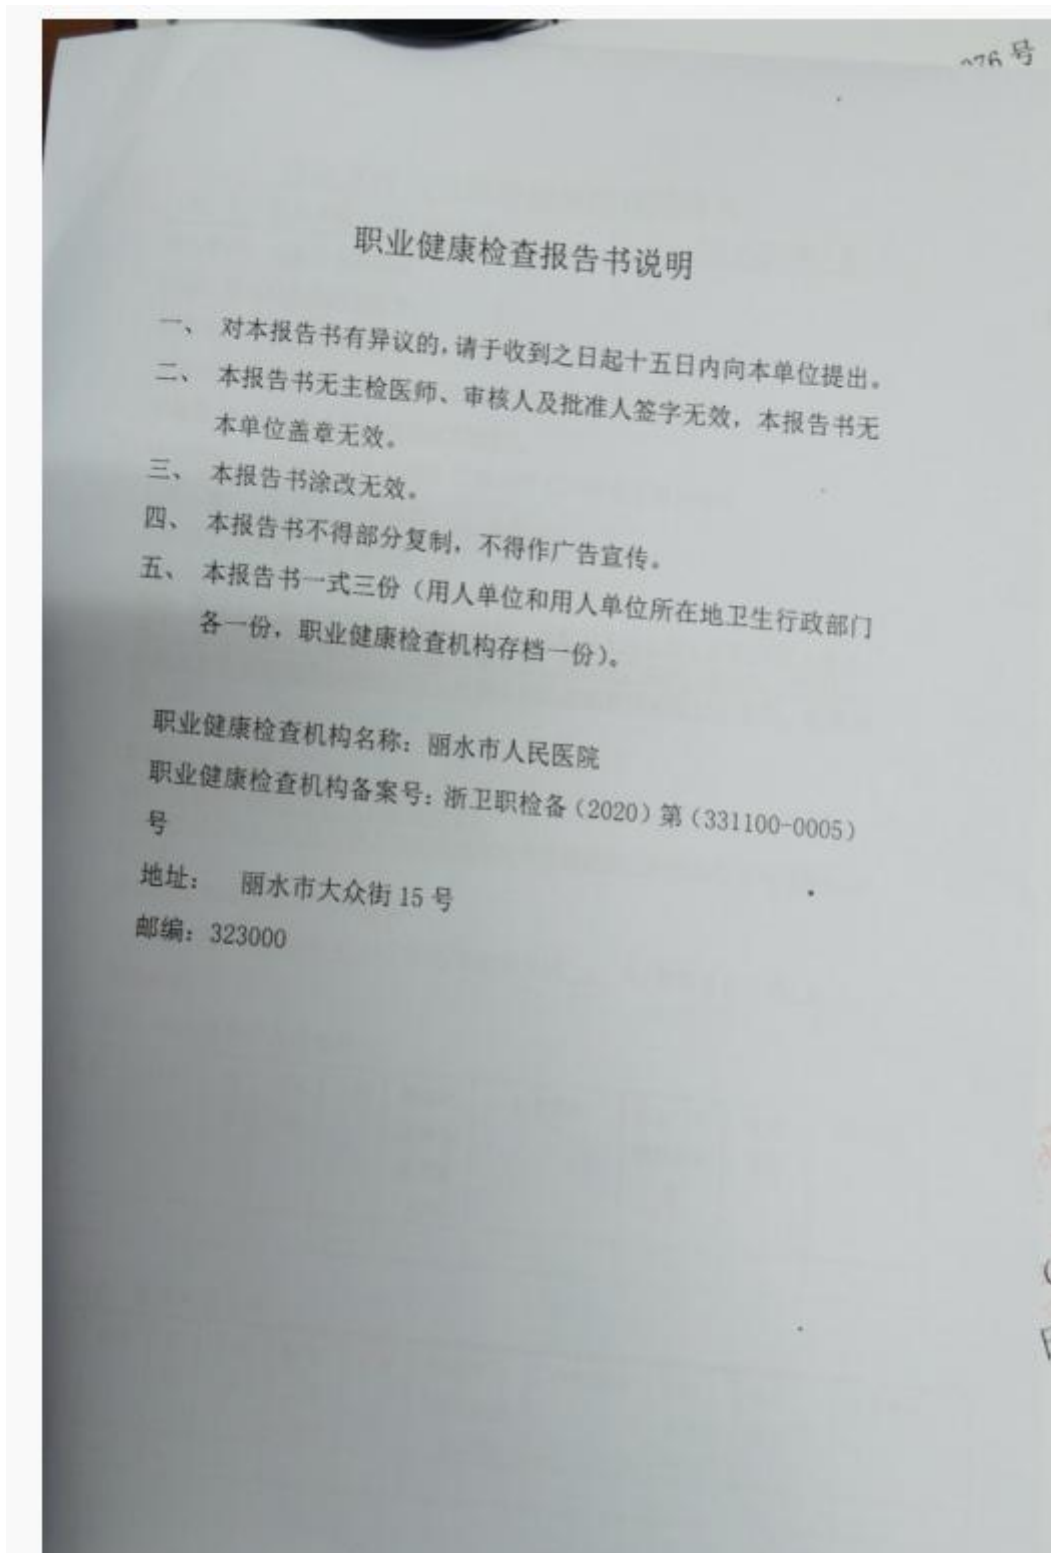 076 号
职业健康检查报告书说明
一、 对本报告书有异议的,请于收到之日起十五日内向本单位提出。
二、 本报告书无主检医师、审核人及批准人签字无效，本报告书无
本单位盖章无效。
三、 本报告书涂改无效。
四、 本报告书不得部分复制，不得作广告宣传。
五、 本报告书一式三份（用人单位和用人单位所在地卫生行政部门
各一份，职业健康检查机构存档一份）。
职业健康检查机构名称：丽水市人民医院
职业健康检查机构备案号：浙卫职检备（2020）第（331100-0005）
号
地址： 丽水市大众街 15 号
邮编：323000